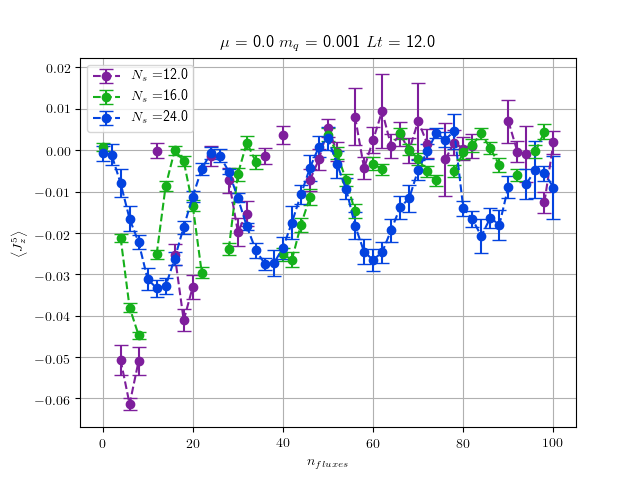 μ = 0.0 m_q = 0.001 Lt = 12.0
0.02
0.01
0.00
−0.01
−0.02
−0.03
−0.04
−0.05
−0.06
⟨J_z^5⟩
N_s =12.0
N_s =16.0
N_s =24.0
0 20 40 60 80 100
n_{fluxes}